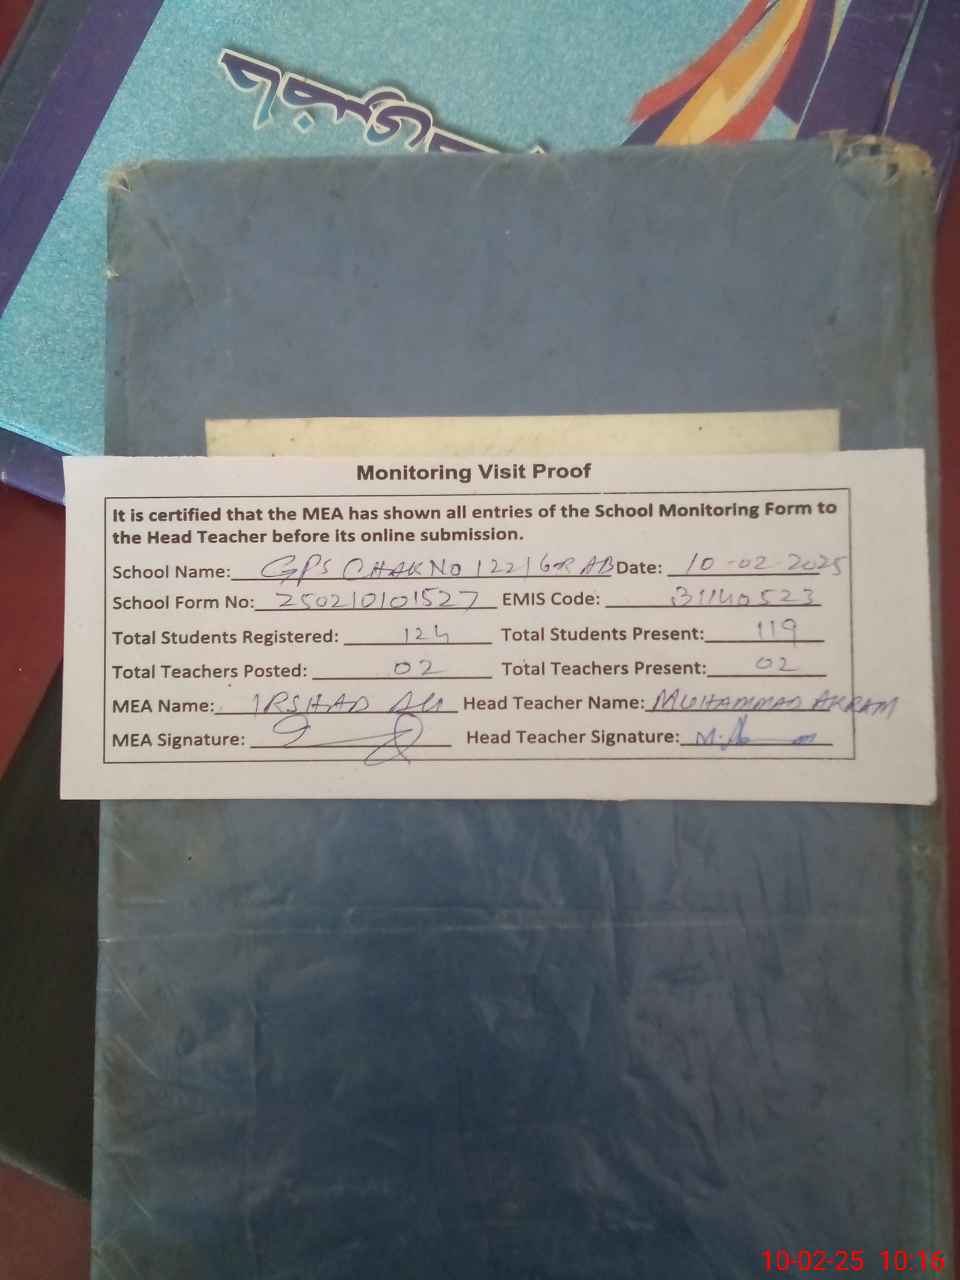 Monitoring Visit Proof
It is certified that the MEA has shown all entries of the School Monitoring Form to
the Head Teacher before its online submission.
School Name: GPS CHAK NO 122/6R AB Date: 10-02-2025
School Form No: 250210101527 EMIS Code: 31140523
Total Students Registered: 124 Total Students Present: 119
Total Teachers Posted: 02 Total Teachers Present: 02
MEA Name: IRSHAD Ali Head Teacher Name: MUHAMMAD AKRAM
MEA Signature: Head Teacher Signature:
10-02-25 10:16